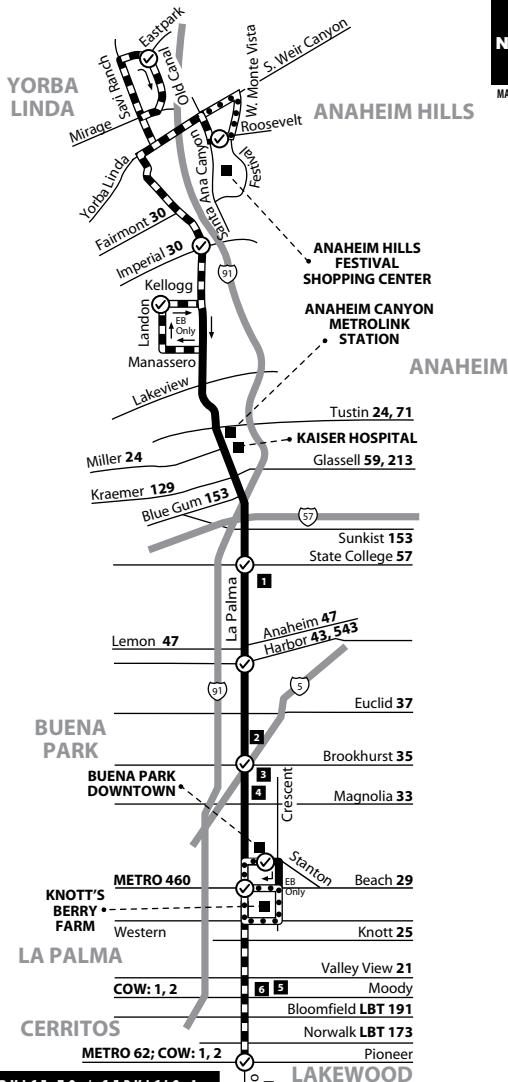 Eastpark
Old Canal
W. Monte Vista
S. Weir Canyon
N
MA
YORBA
LINDA
Savi Ranch
ANAHEIM HILLS
Mirage
Roosevelt
Yorba Linda
Santa Ana Canyon
Festival
Fairmont 30
Imperial 30
ANAHEIM HILLS
FESTIVAL
SHOPPING CENTER
91
Kellogg
Landon
EB
Only
ANAHEIM CANYON
METROLINK
STATION
Manassero
ANAHEIM
Lakeview
Tustin 24, 71
KAISER HOSPITAL
Miller 24
Glassell 59, 213
Kraemer 129
Blue Gum 153
57
Sunkist 153
State College 57
1
La Palma
Anaheim 47
Lemon 47
Harbor 43, 543
91
5
Euclid 37
BUENA
PARK
2
Brookhurst 35
BUENA PARK
DOWNTOWN
3
4
Crescent
Magnolia 33
Stanton
METRO 460
EB
Only
Beach 29
KNOTT'S
BERRY
FARM
Western
Knott 25
LA PALMA
Valley View 21
COW: 1, 2
6
5
Moody
Bloomfield LBT 191
CERRITOS
Norwalk LBT 173
METRO 62; COW: 1, 2
Pioneer
LAKEWOOD